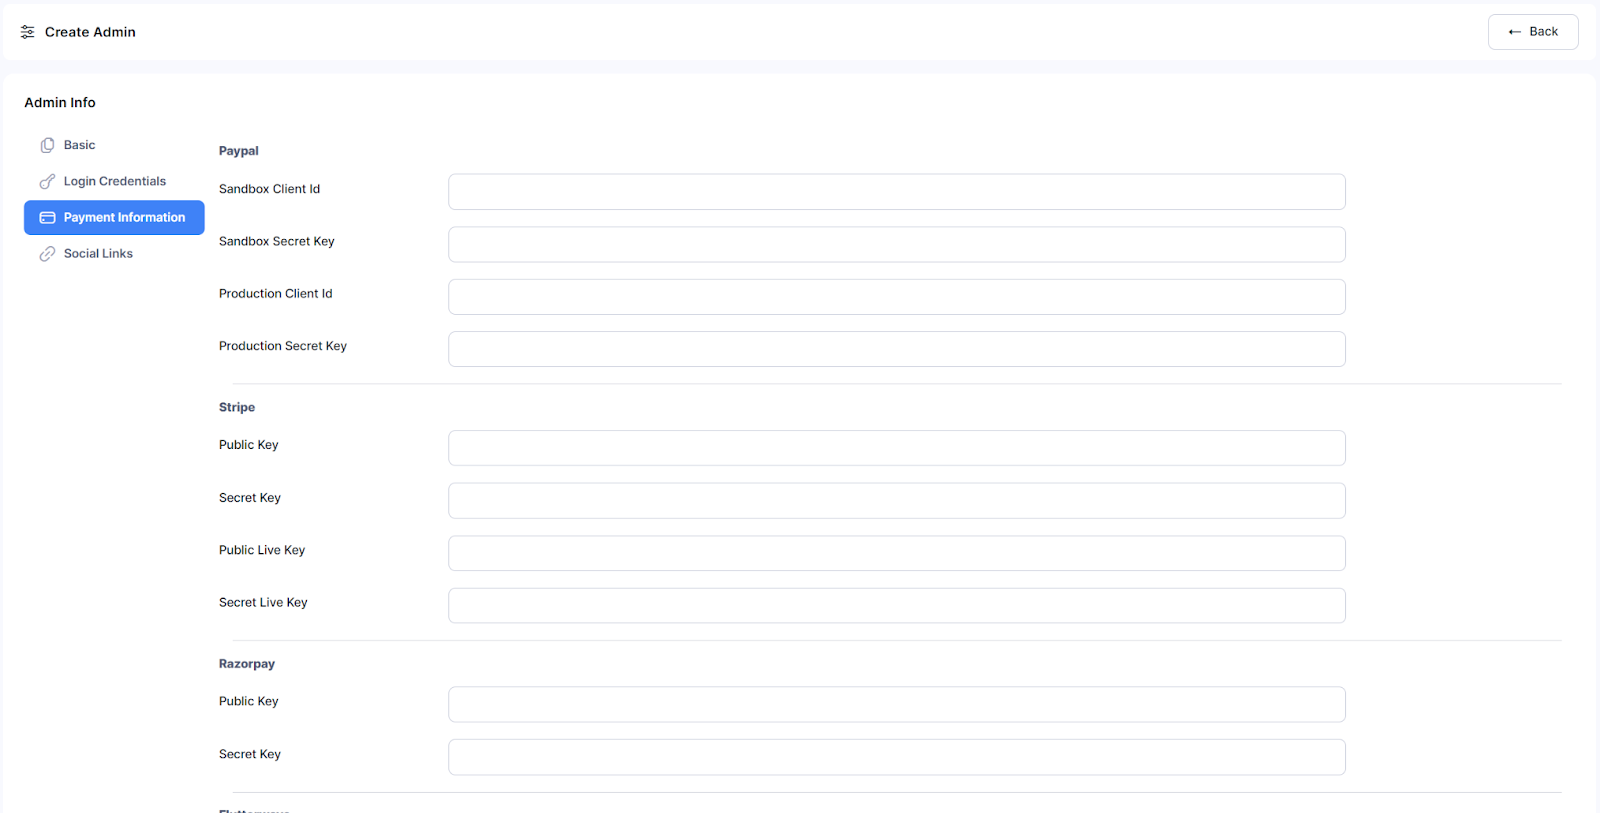 Create Admin
← Back
Admin Info
Basic
Login Credentials
Payment Information
Social Links
Paypal
Sandbox Client Id
Sandbox Secret Key
Production Client Id
Production Secret Key
Stripe
Public Key
Secret Key
Public Live Key
Secret Live Key
Razorpay
Public Key
Secret Key